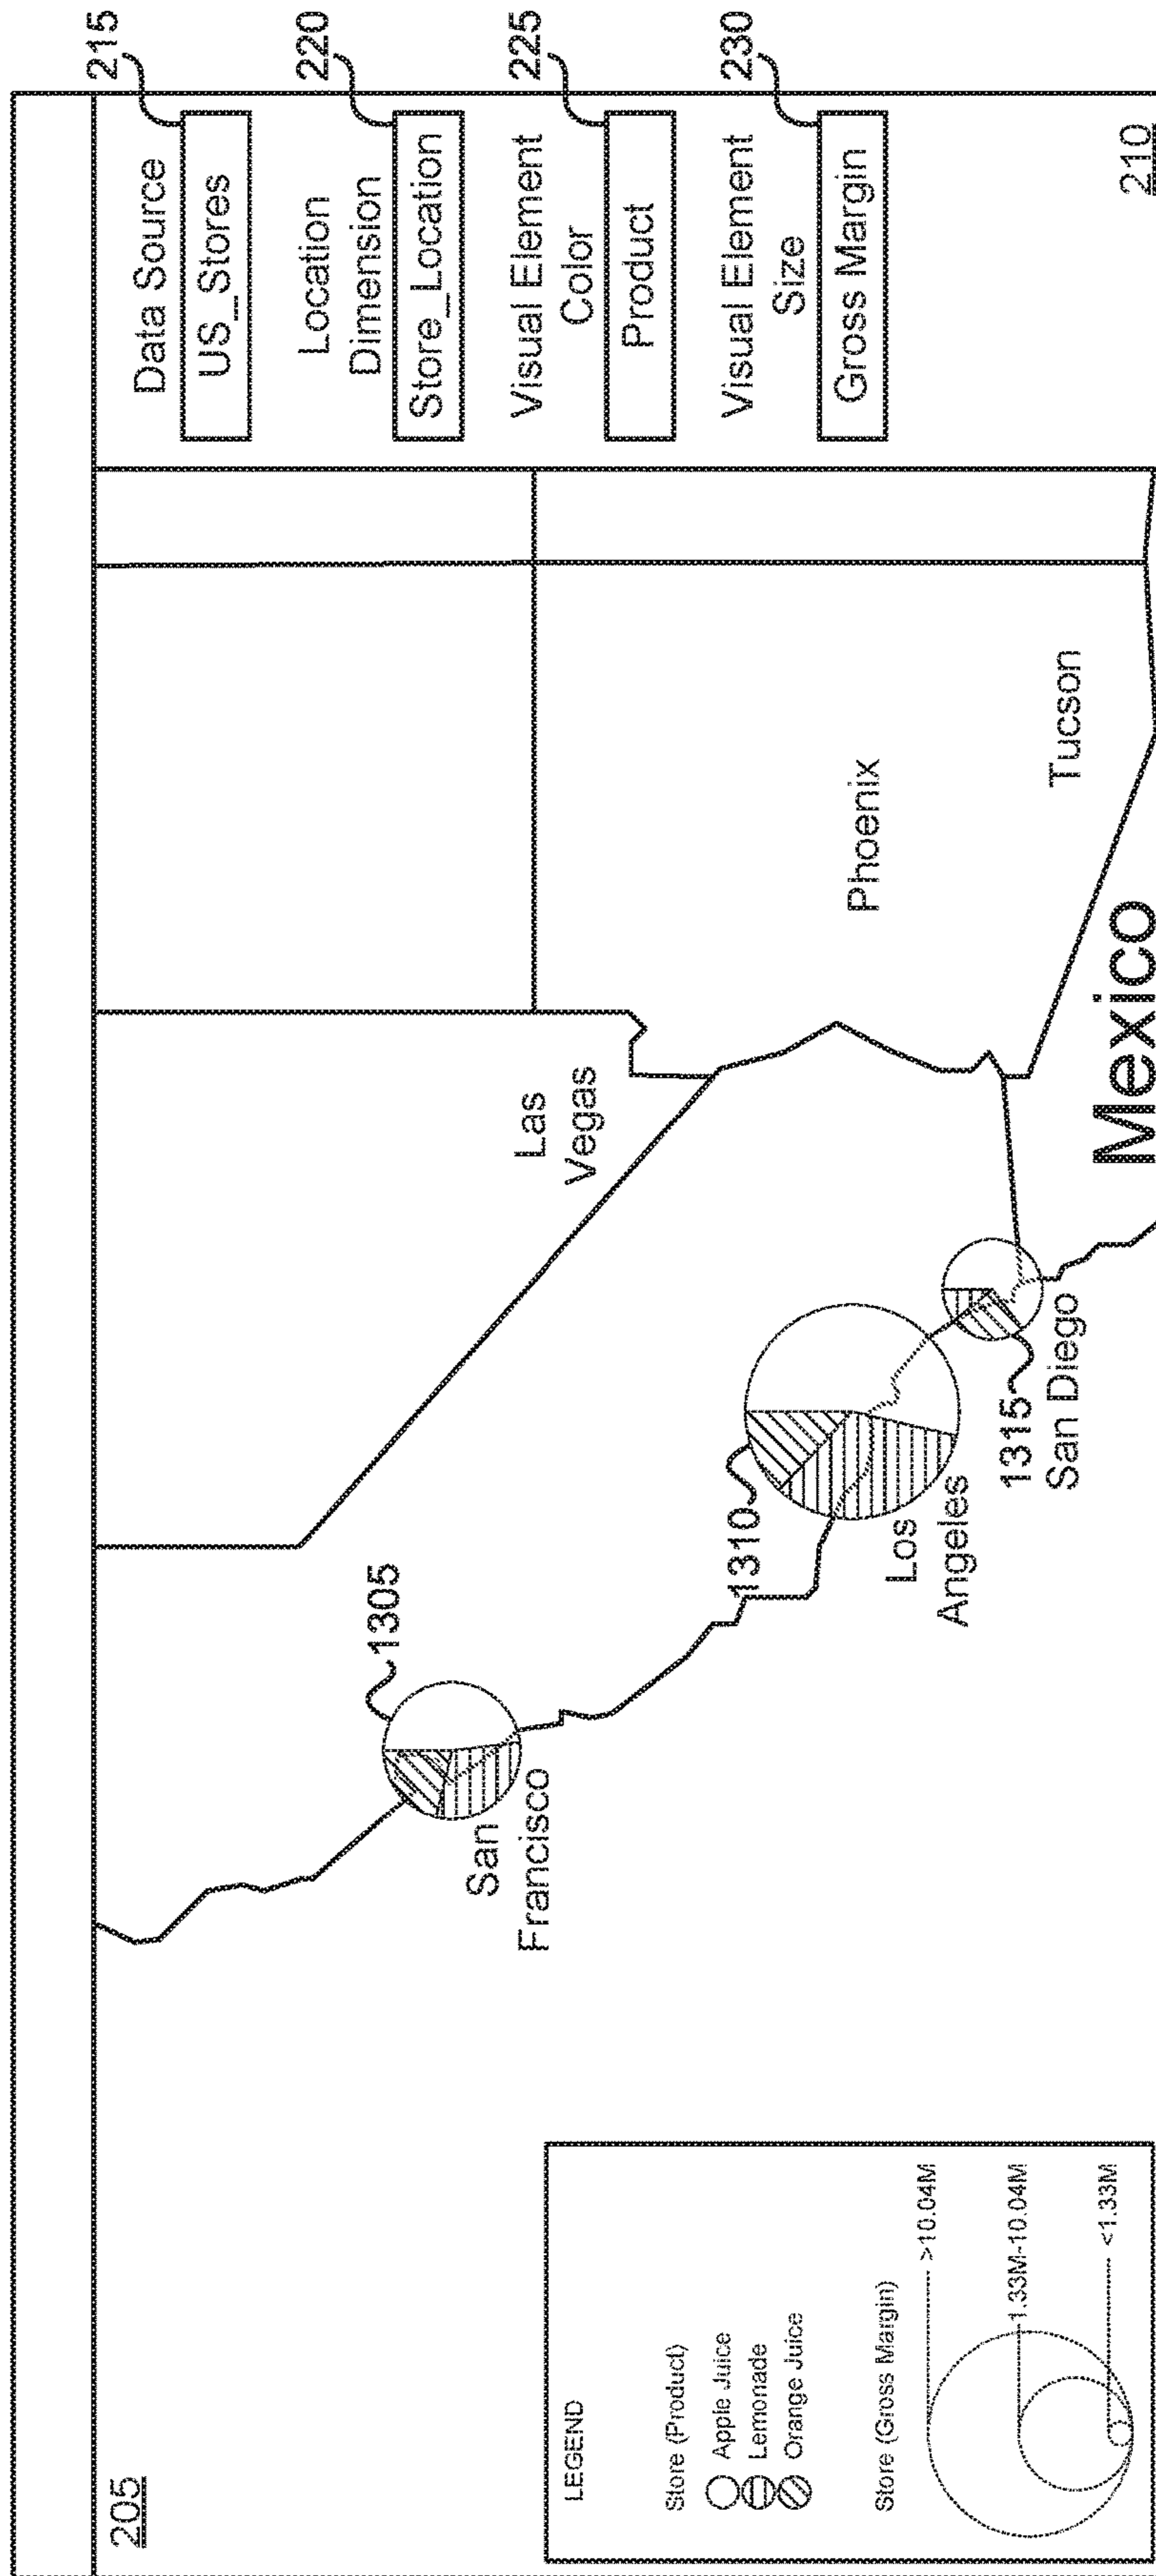 205
LEGEND
Store (Product)
Apple Juice
Lemonade
Orange Juice
Store (Gross Margin)
>10.04M
1.33M-10.04M
<1.33M
1305
San
Francisco
1310
Los
Angeles
1315
San Diego
Las
Vegas
Phoenix
Tucson
Mexico
Data Source
215
US_Stores
Location
Dimension
220
Store_Location
Visual Element
Color
225
Product
Visual Element
Size
230
Gross Margin
210